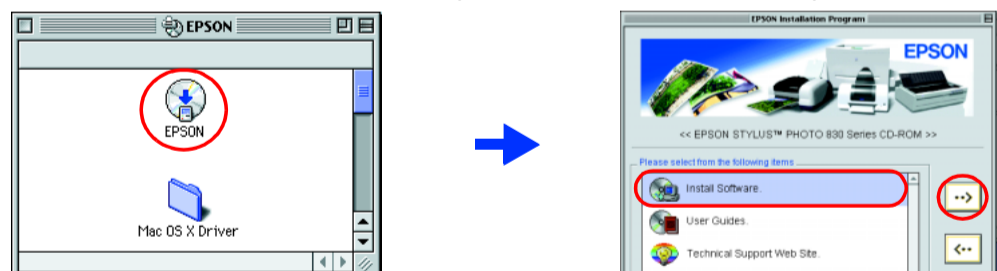 EPSON
EPSON
Mac OS X Driver
EPSON Installation Program
EPSON
<< EPSON STYLUS™ PHOTO 830 Series CD-ROM >>
Please select from the following items
Install Software.
User Guides.
Technical Support Web Site.
-->
<--